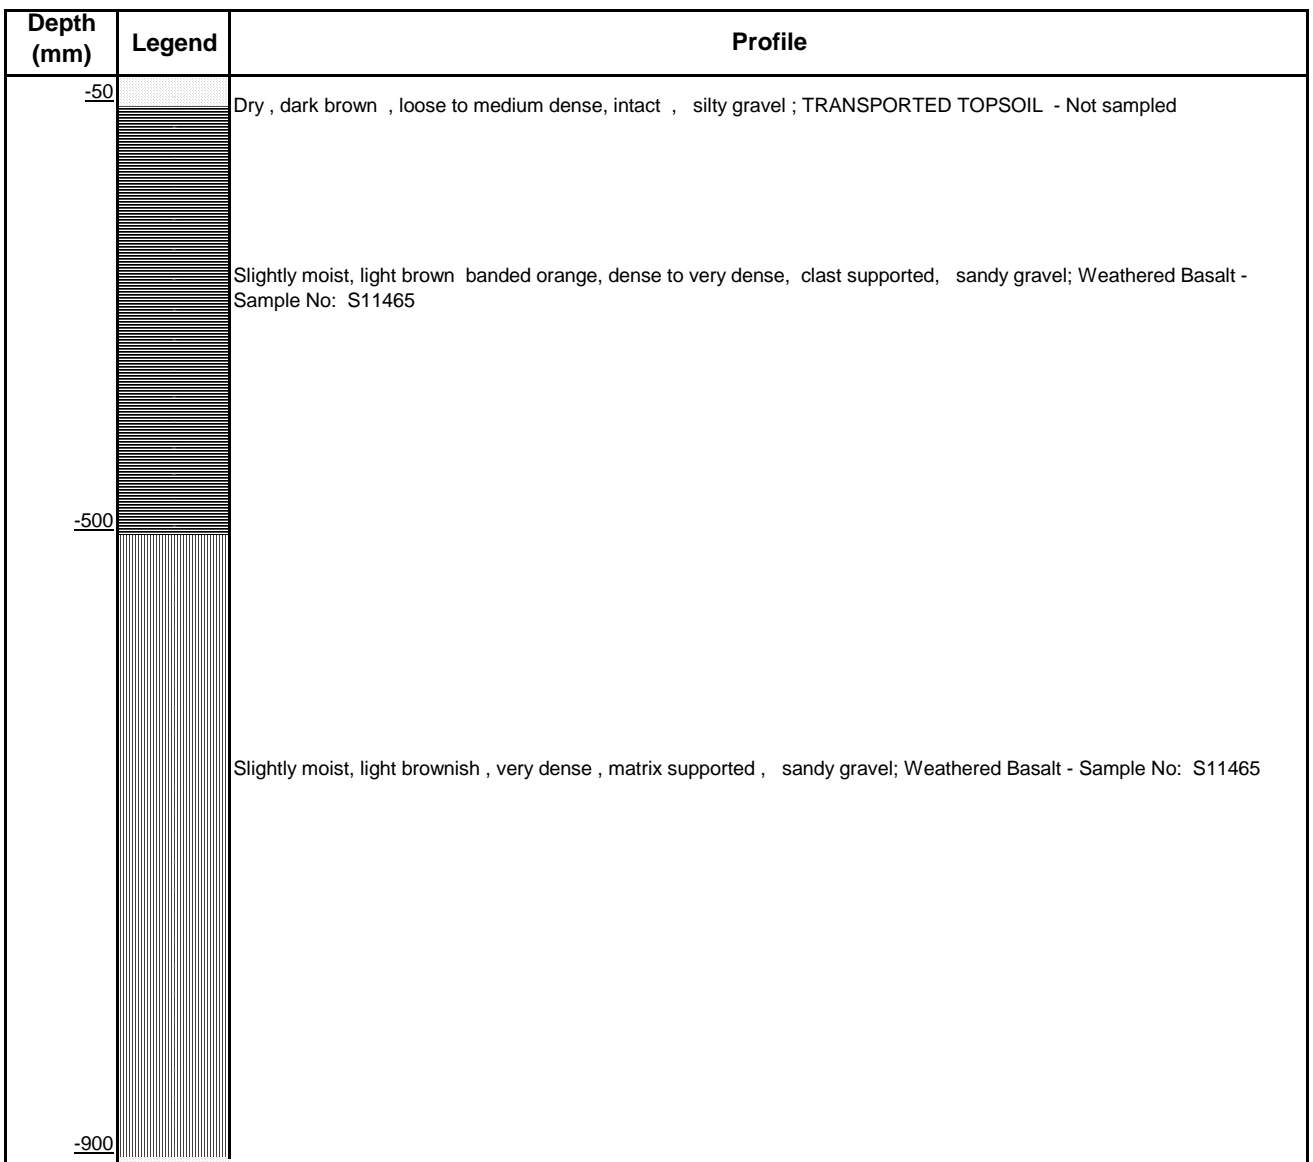 Depth
(mm)
Legend
Profile
-50
Dry , dark brown , loose to medium dense, intact , silty gravel ; TRANSPORTED TOPSOIL - Not sampled
Slightly moist, light brown banded orange, dense to very dense, clast supported, sandy gravel; Weathered Basalt -
Sample No: S11465
-500
Slightly moist, light brownish , very dense , matrix supported , sandy gravel; Weathered Basalt - Sample No: S11465
-900